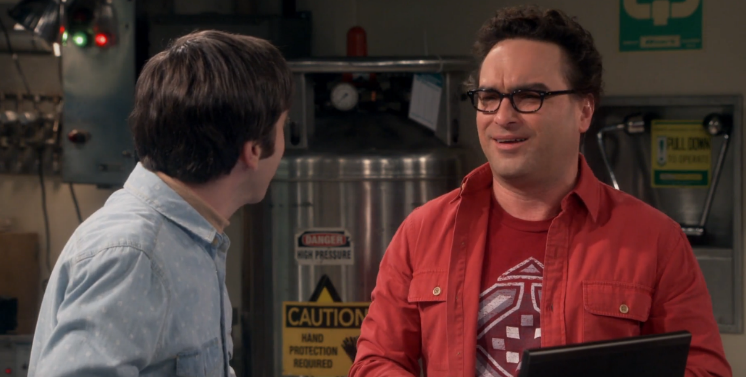 PULL DOWN
TO OPERATE
DANGER
HIGH PRESSURE
CAUTION
HAND
PROTECTION
REQUIRED